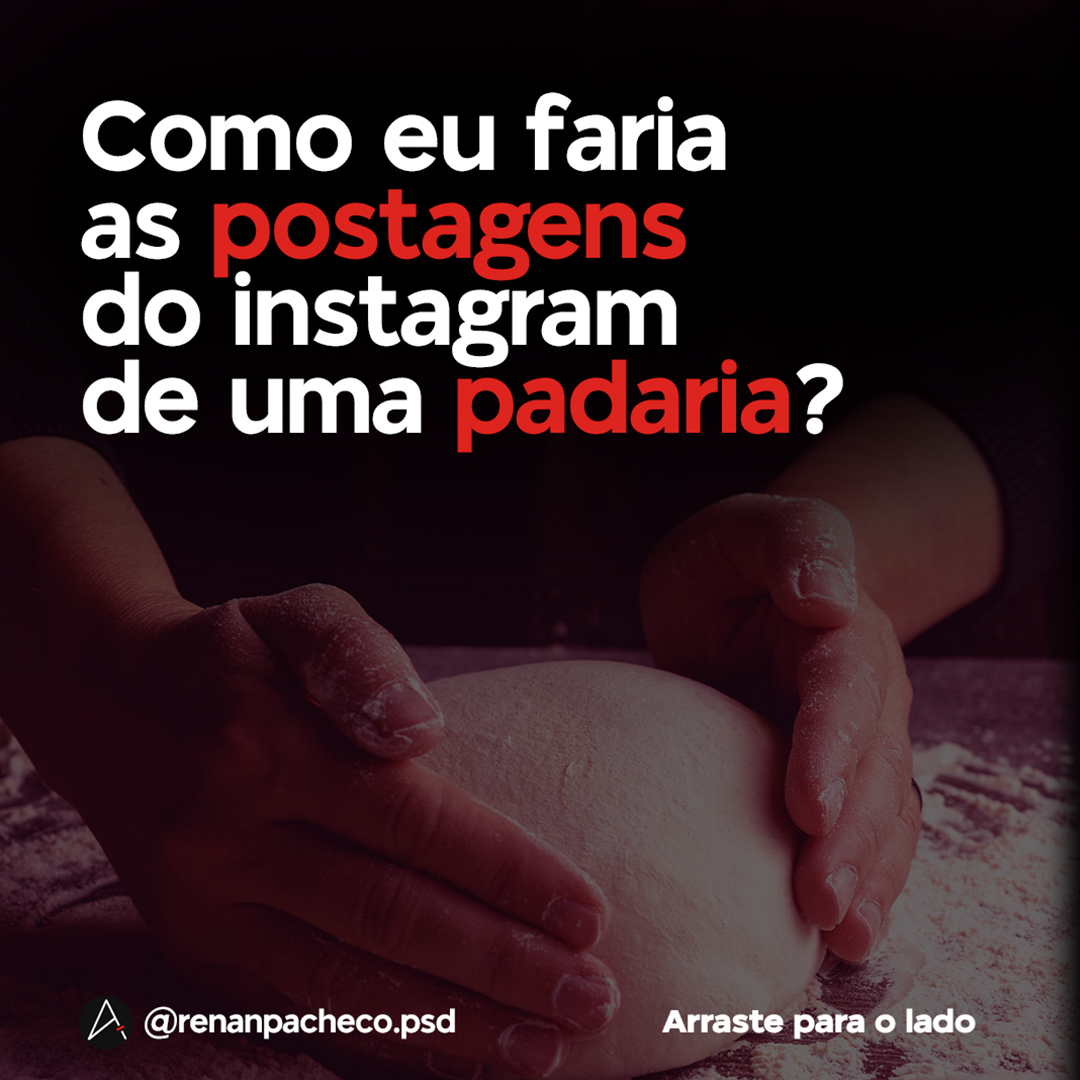 Como eu faria
as postagens
do instagram
de uma padaria?
@renanpacheco.psd
Arraste para o lado